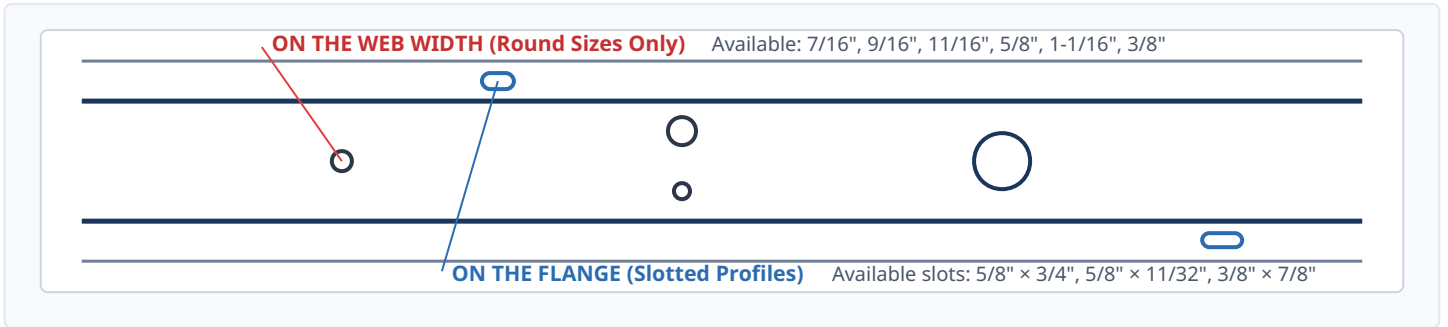 ON THE WEB WIDTH (Round Sizes Only) Available: 7/16", 9/16", 11/16", 5/8", 1-1/16", 3/8"
ON THE FLANGE (Slotted Profiles) Available slots: 5/8" × 3/4", 5/8" × 11/32", 3/8" × 7/8"